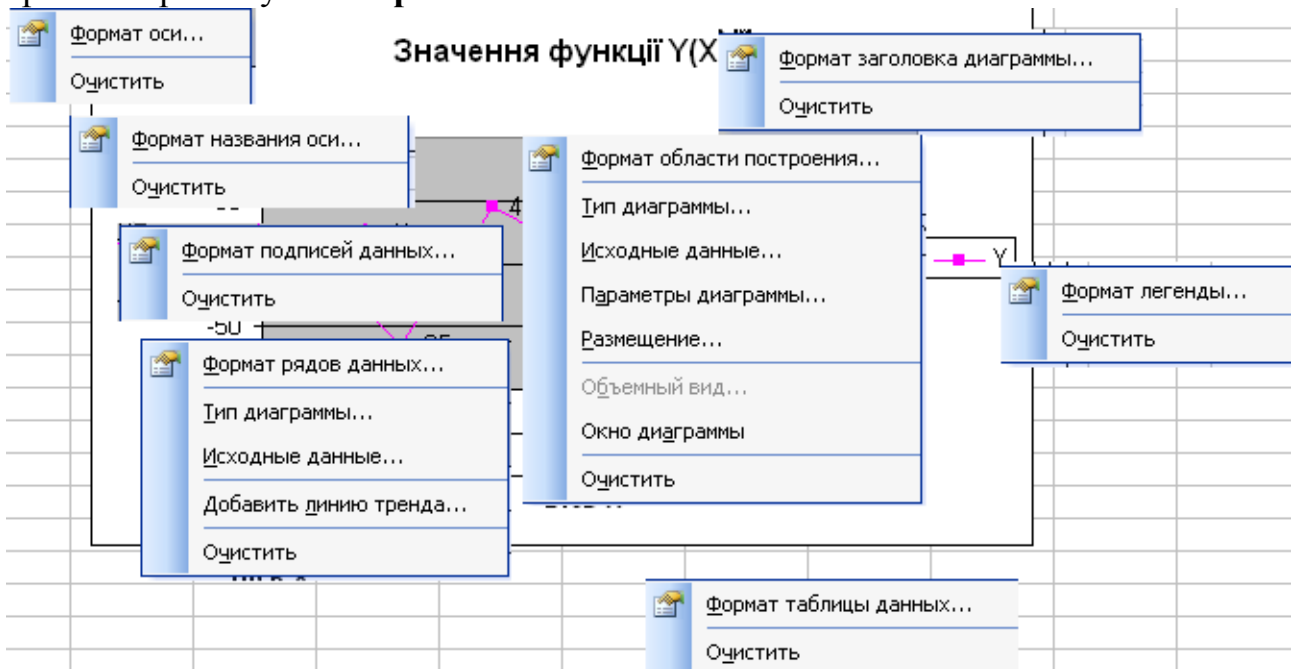 Формат оси...
Очистить
Значення функції Y(X
Формат заголовка диаграммы...
Очистить
Формат названия оси...
Очистить
Формат области построения...
Тип диаграммы...
Исходные данные...
Параметры диаграммы...
Размещение...
Объемный вид...
Окно диаграммы
Очистить
4
Формат подписей данных...
Очистить
Y
Формат легенды...
Очистить
-50
Формат рядов данных...
Тип диаграммы...
Исходные данные...
Добавить линию тренда...
Очистить
Формат таблицы данных...
Очистить